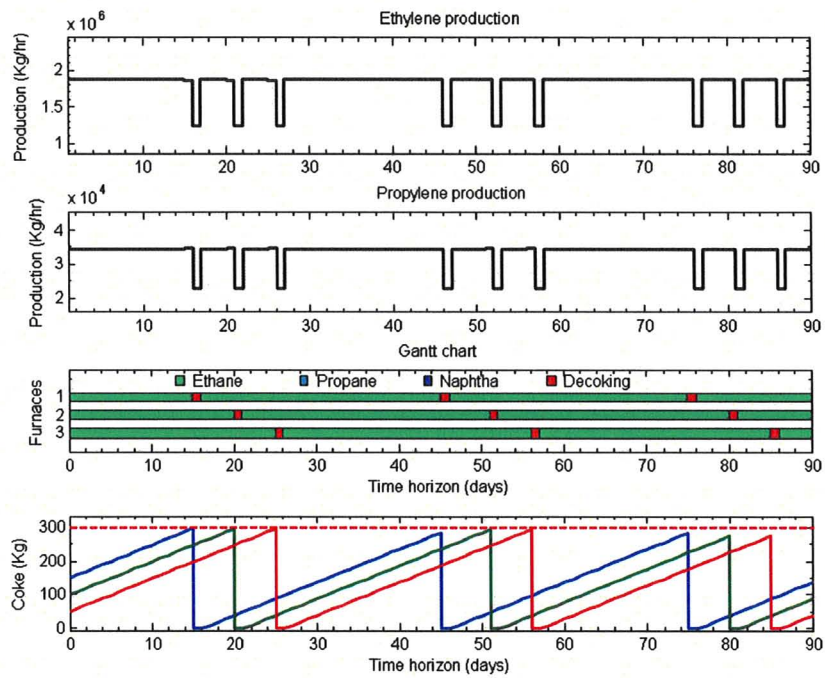 Ethylene production
x 10⁶
Production (Kg/hr)
2
1.5
1
10 20 30 40 50 60 70 80 90
Propylene production
x 10⁴
Production (Kg/hr)
4
3
2
10 20 30 40 50 60 70 80 90
Gantt chart
Ethane Propane Naphtha Decoking
Furnaces
1
2
3
0 10 20 30 40 50 60 70 80 90
Time horizon (days)
Coke (Kg)
300
200
100
0
0 10 20 30 40 50 60 70 80 90
Time horizon (days)